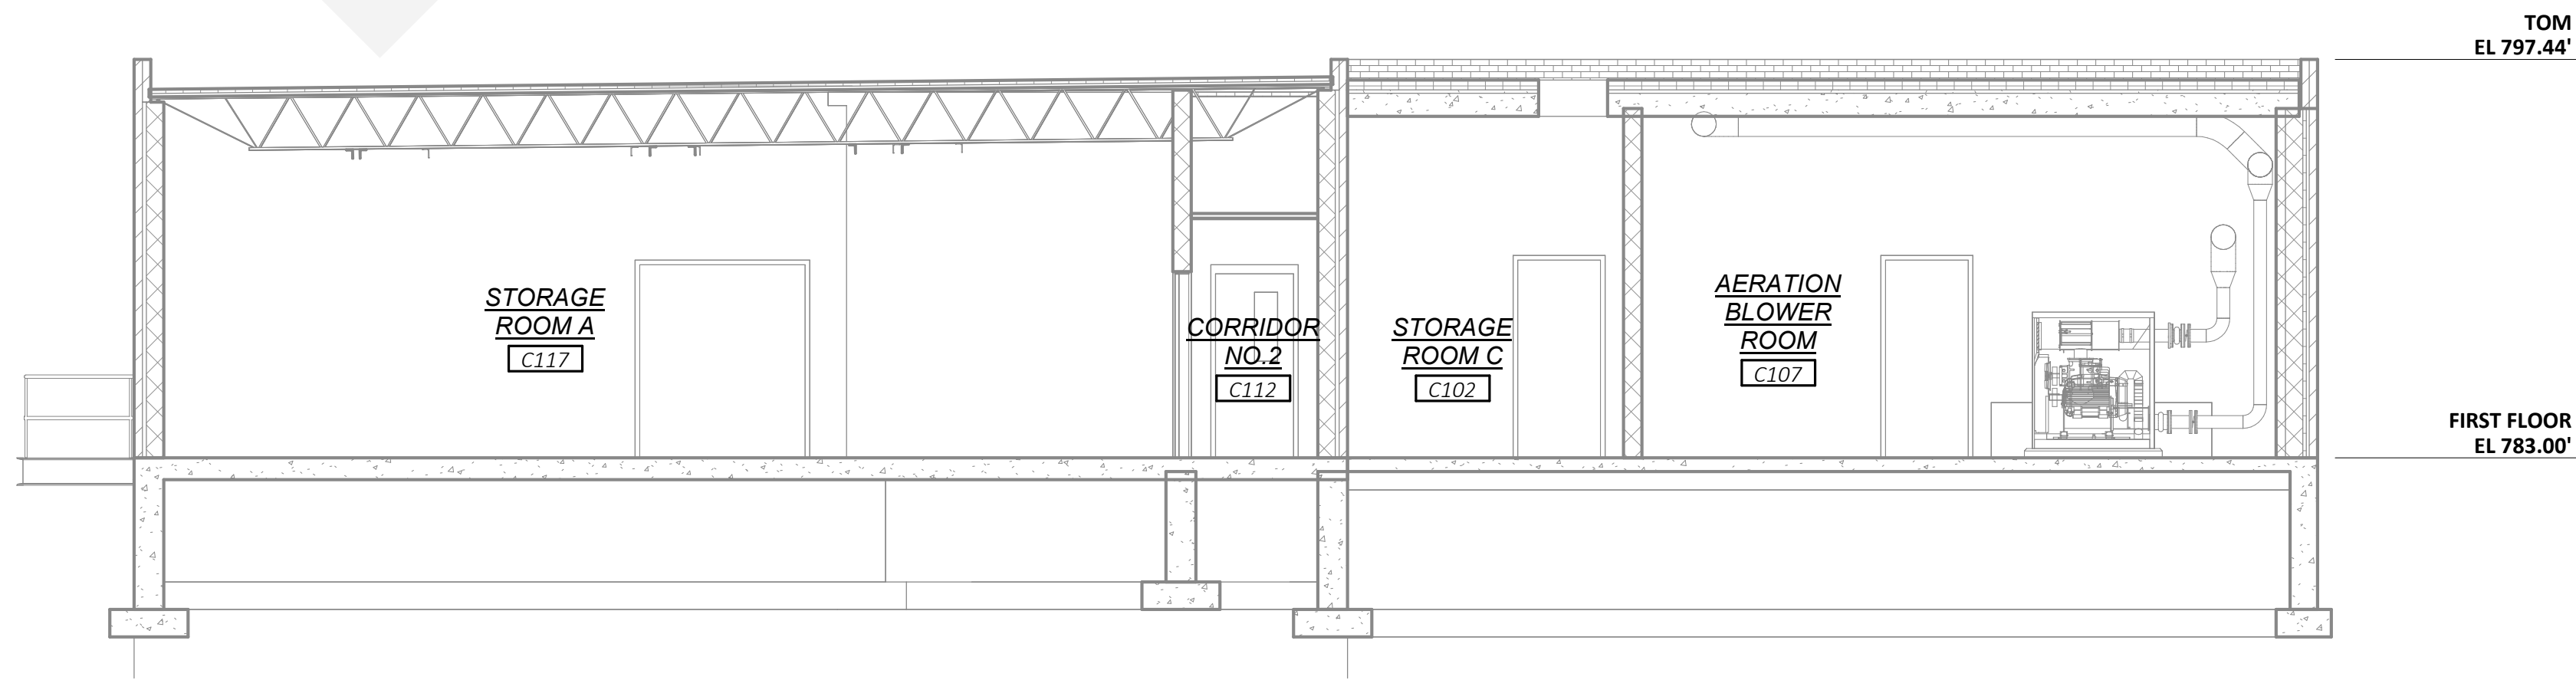 TOM
EL 797.44'
STORAGE
ROOM A
C117
CORRIDOR
NO.2
C112
STORAGE
ROOM C
C102
AERATION
BLOWER
ROOM
C107
FIRST FLOOR
EL 783.00'